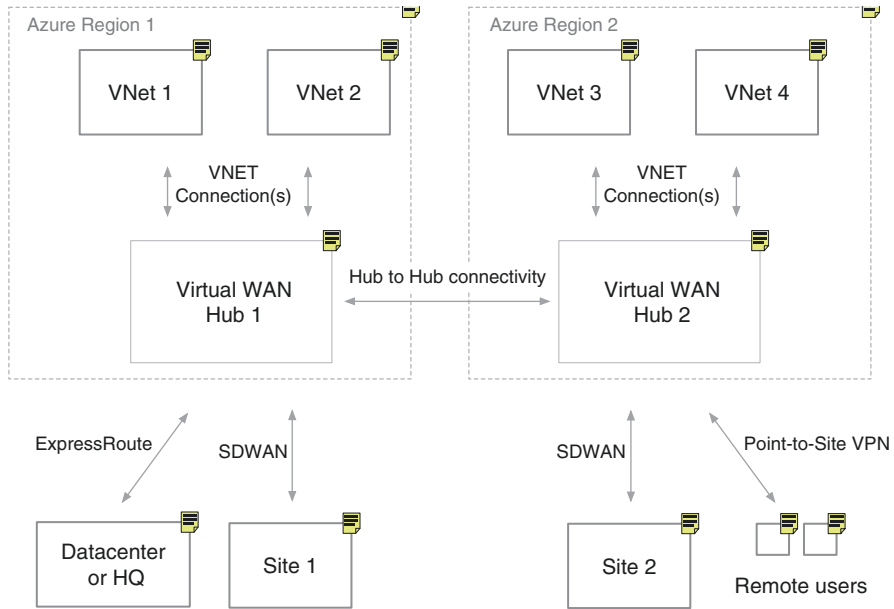 Azure Region 1
Azure Region 2
VNet 1
VNet 2
VNet 3
VNet 4
VNET
Connection(s)
VNET
Connection(s)
Virtual WAN
Hub 1
Hub to Hub connectivity
Virtual WAN
Hub 2
ExpressRoute
SDWAN
SDWAN
Point-to-Site VPN
Datacenter
or HQ
Site 1
Site 2
Remote users